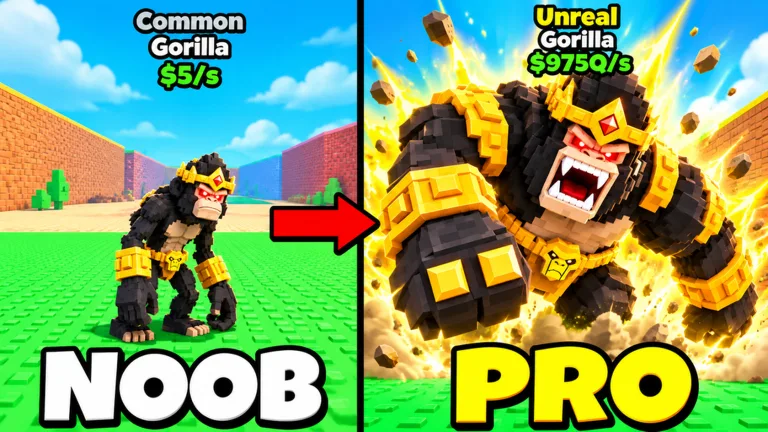 Common
Gorilla
$5/s
NOOB
Unreal
Gorilla
$975Q/s
PRO